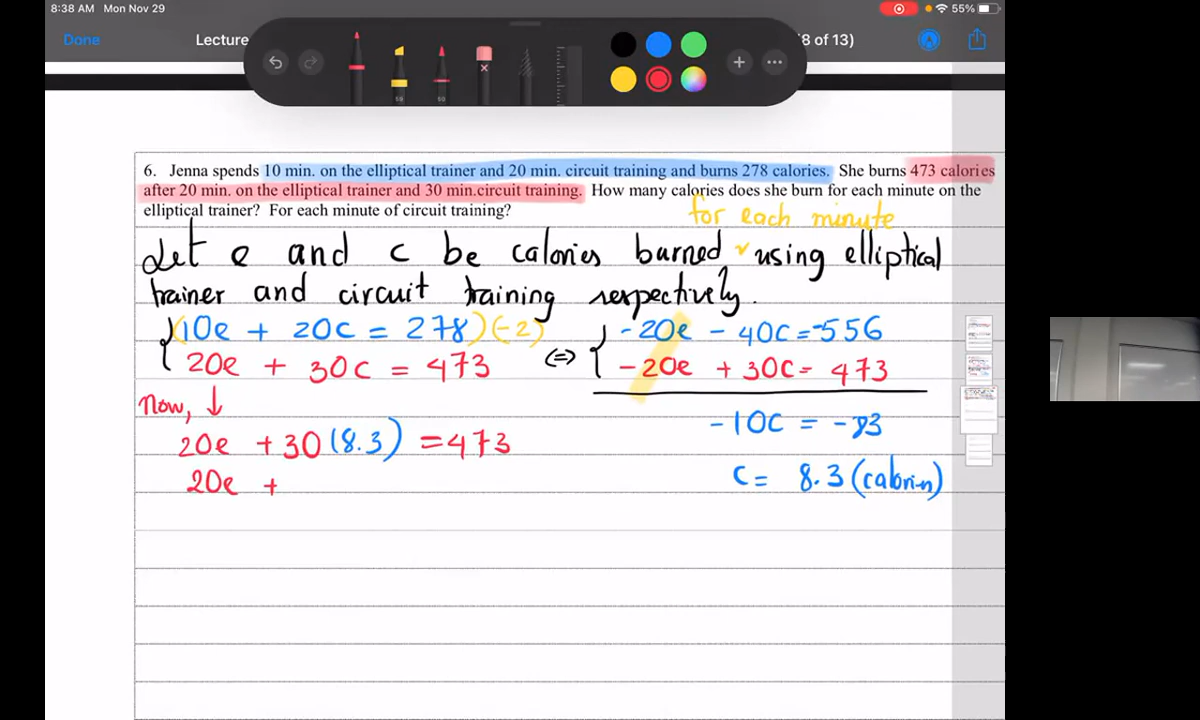 8:38 AM Mon Nov 29
55%
Done
Lecture
(8 of 13)
6. Jenna spends 10 min. on the elliptical trainer and 20 min. circuit training and burns 278 calories. She burns 473 calories
after 20 min. on the elliptical trainer and 30 min.circuit training. How many calories does she burn for each minute on the
elliptical trainer? For each minute of circuit training?
for each minute
Let e and c be calories burned using elliptical
trainer and circuit training respectively.
(10e + 20c = 278)(-2)
-20e - 40c = -556
20e + 30c = 473
⇔
-20e + 30c = 473
Now, ↓
-10c = -83
20e + 30(8.3) = 473
20e +
c = 8.3